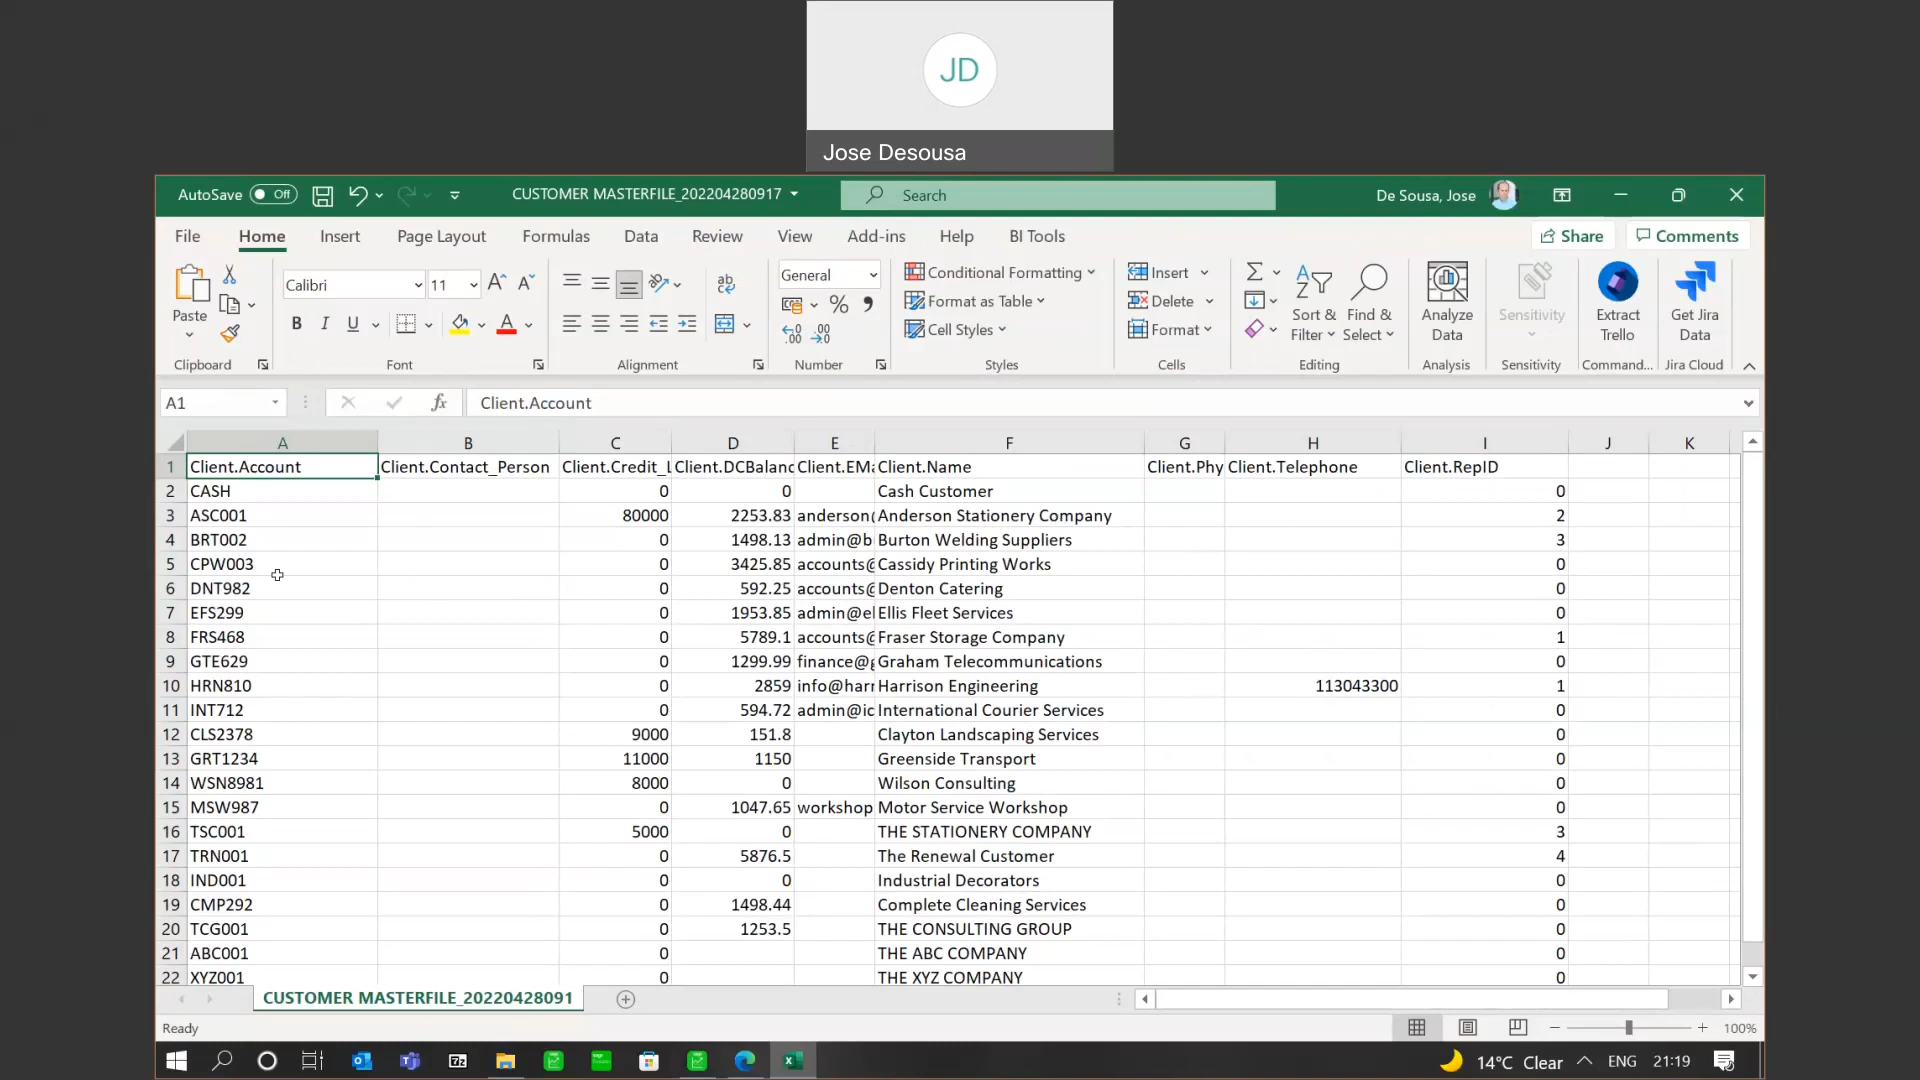 JD
Jose Desousa
AutoSave Off CUSTOMER MASTERFILE_202204280917 Search De Sousa, Jose
File Home Insert Page Layout Formulas Data Review View Add-ins Help BI Tools Share Comments
Paste Calibri 11 B I U General Conditional Formatting Format as Table Cell Styles Insert Delete Format Sort & Filter Find & Select Analyze Data Sensitivity Extract Trello Get Jira Data
Clipboard Font Alignment Number Styles Cells Editing Analysis Sensitivity Command... Jira Cloud
A1 fx Client.Account
A B C D E F G H I J K
1 Client.Account Client.Contact_Person Client.Credit_L Client.DCBalanc Client.EMa Client.Name Client.Phy Client.Telephone Client.RepID
2 CASH 0 0 Cash Customer 0
3 ASC001 80000 2253.83 anderson( Anderson Stationery Company 2
4 BRT002 0 1498.13 admin@b Burton Welding Suppliers 3
5 CPW003 0 3425.85 accounts@ Cassidy Printing Works 0
6 DNT982 0 592.25 accounts@ Denton Catering 0
7 EFS299 0 1953.85 admin@el Ellis Fleet Services 0
8 FRS468 0 5789.1 accounts@ Fraser Storage Company 1
9 GTE629 0 1299.99 finance@g Graham Telecommunications 0
10 HRN810 0 2859 info@harr Harrison Engineering 113043300 1
11 INT712 0 594.72 admin@ic International Courier Services 0
12 CLS2378 9000 151.8 Clayton Landscaping Services 0
13 GRT1234 11000 1150 Greenside Transport 0
14 WSN8981 8000 0 Wilson Consulting 0
15 MSW987 0 1047.65 workshop Motor Service Workshop 0
16 TSC001 5000 0 THE STATIONERY COMPANY 3
17 TRN001 0 5876.5 The Renewal Customer 4
18 IND001 0 0 Industrial Decorators 0
19 CMP292 0 1498.44 Complete Cleaning Services 0
20 TCG001 0 1253.5 THE CONSULTING GROUP 0
21 ABC001 0 THE ABC COMPANY 0
22 XYZ001 0 THE XYZ COMPANY 0
CUSTOMER MASTERFILE_20220428091
Ready 100%
14°C Clear ENG 21:19